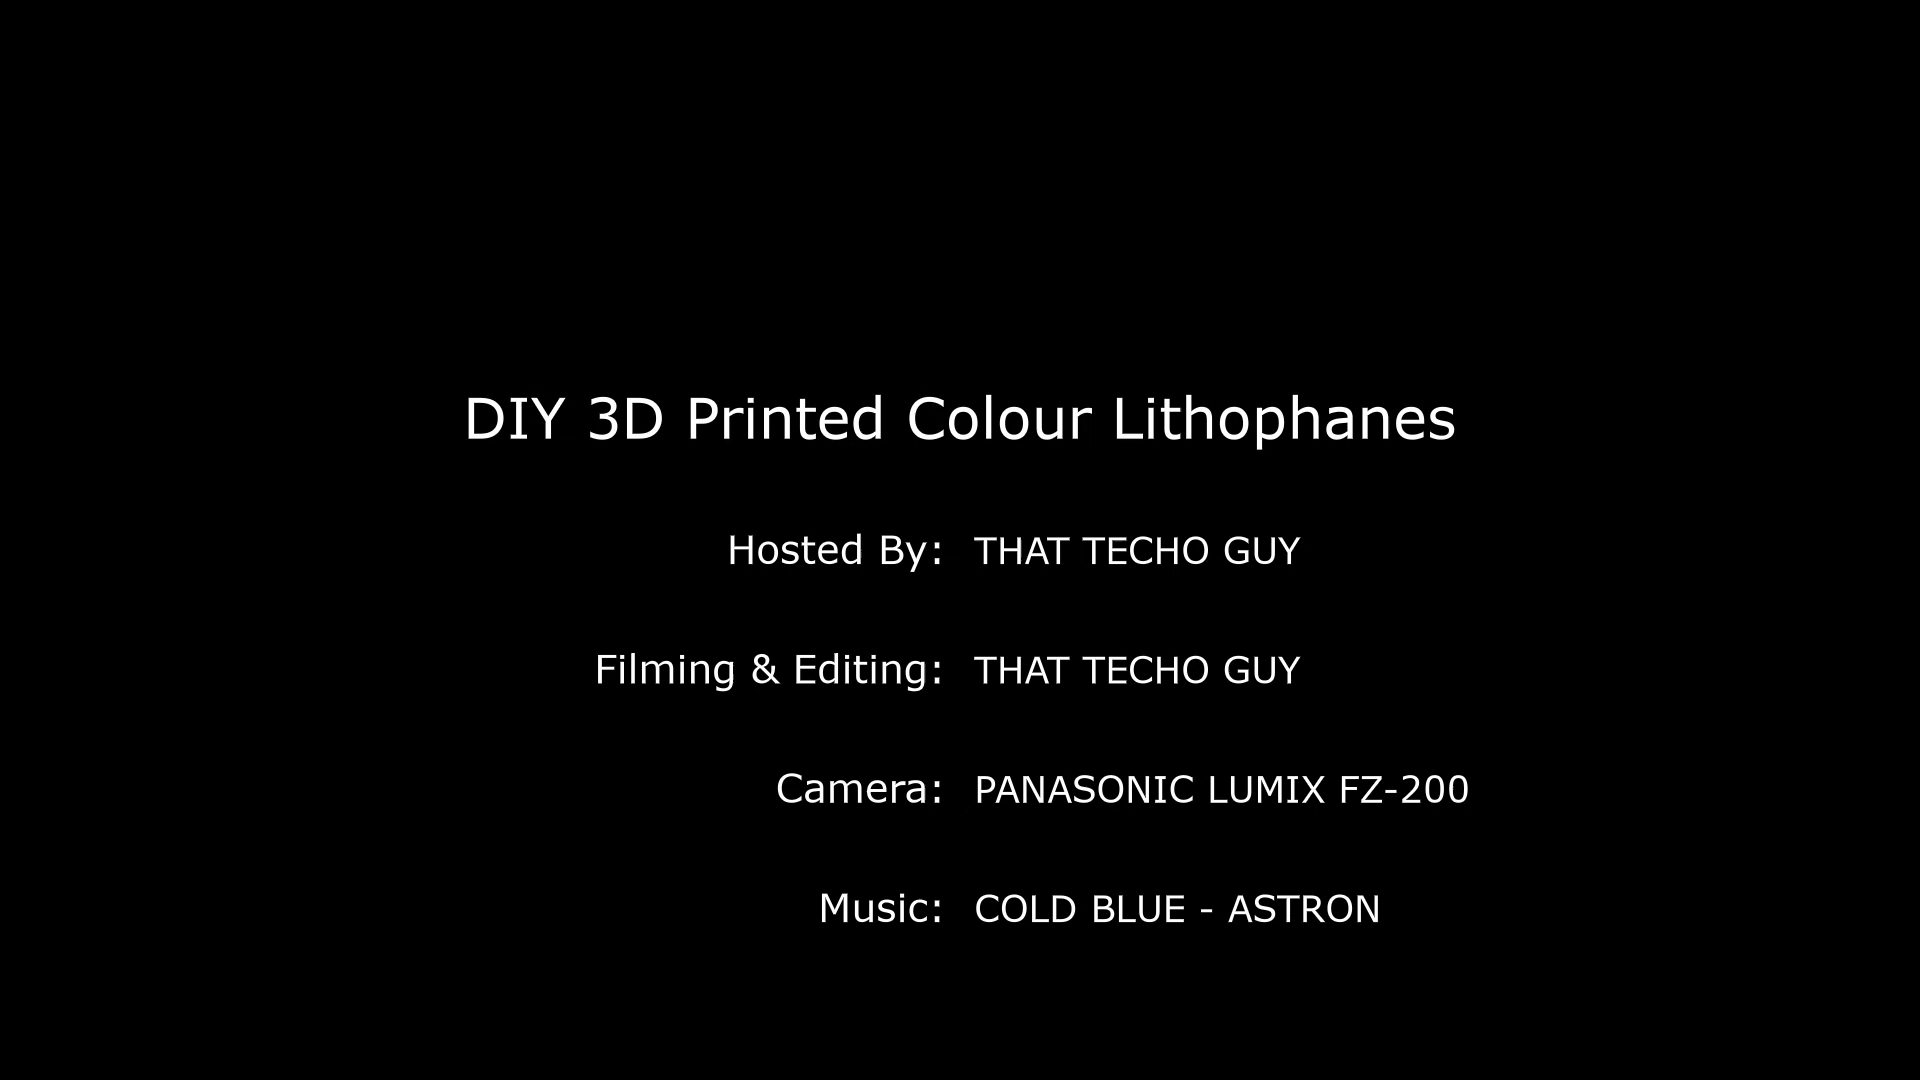 DIY 3D Printed Colour Lithophanes
Hosted By: THAT TECHO GUY
Filming & Editing: THAT TECHO GUY
Camera: PANASONIC LUMIX FZ-200
Music: COLD BLUE - ASTRON